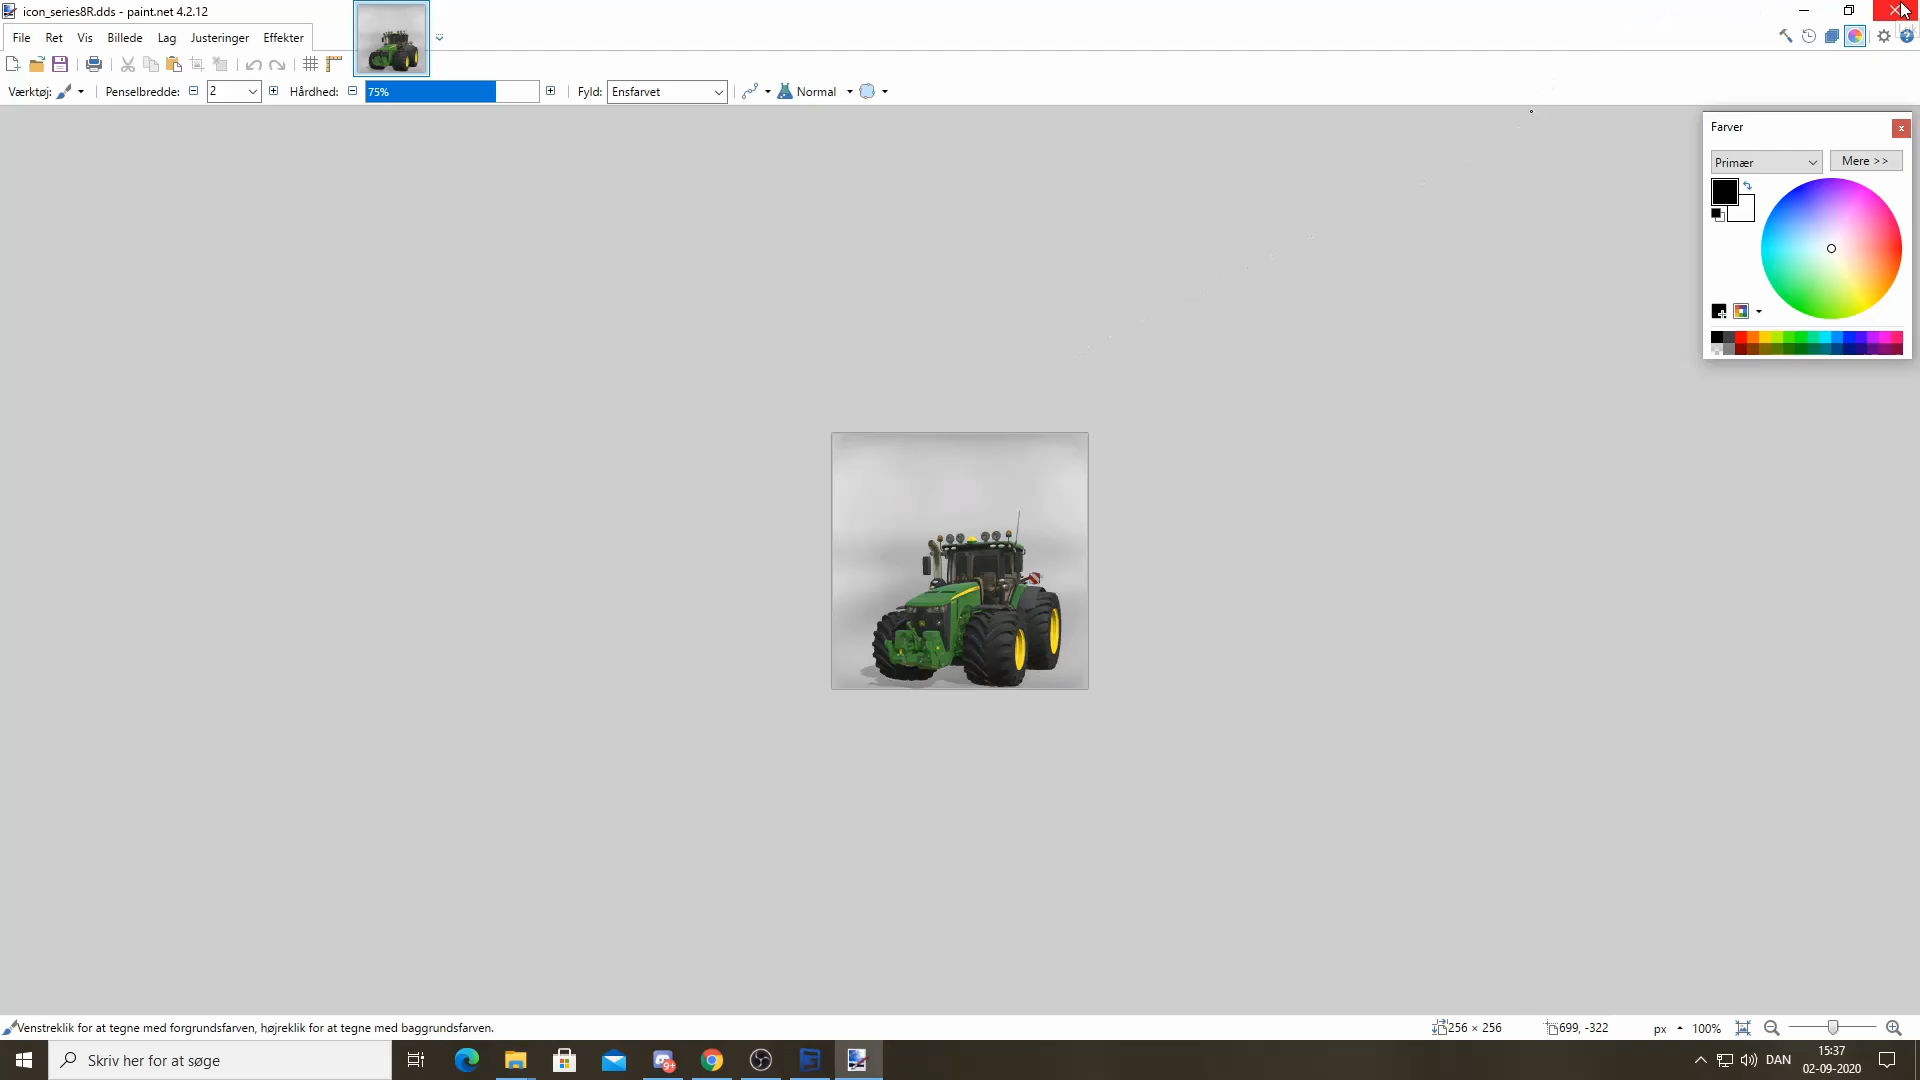 icon_series8R.dds - paint.net 4.2.12
File Ret Vis Billede Lag Justeringer Effekter
Værktøj: Penselbredde: 2 Hårdhed: 75% Fyld: Ensfarvet Normal
Farver
Primær Mere >>
Venstreklik for at tegne med forgrundsfarven, højreklik for at tegne med baggrundsfarven.
256 × 256 699, -322 px 100%
Skriv her for at søge
9+
DAN
15:37
02-09-2020